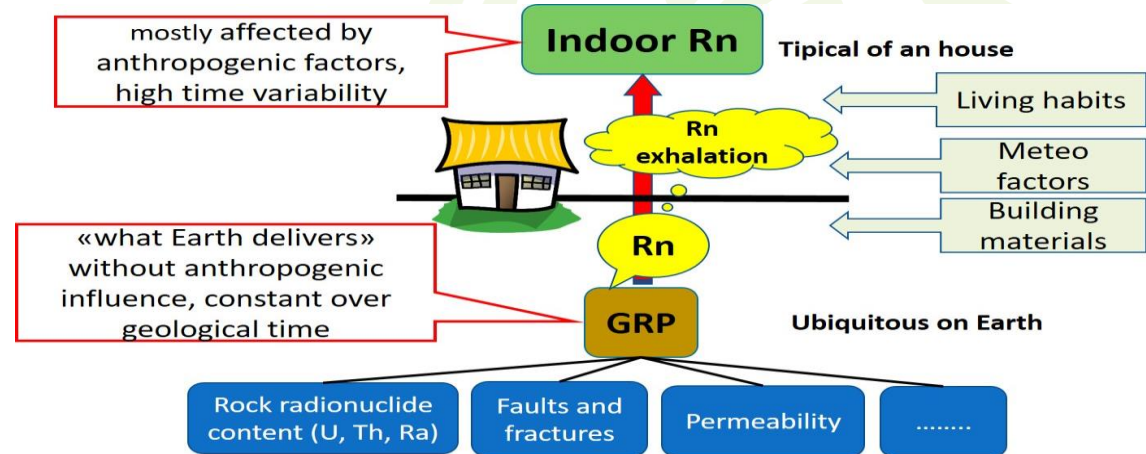 mostly affected by
anthropogenic factors,
high time variability
Indoor Rn
Tipical of an house
Living habits
Rn
exhalation
Meteo
factors
Building
materials
«what Earth delivers»
without anthropogenic
influence, constant over
geological time
Rn
GRP
Ubiquitous on Earth
Rock radionuclide
content (U, Th, Ra)
Faults and
fractures
Permeability
........